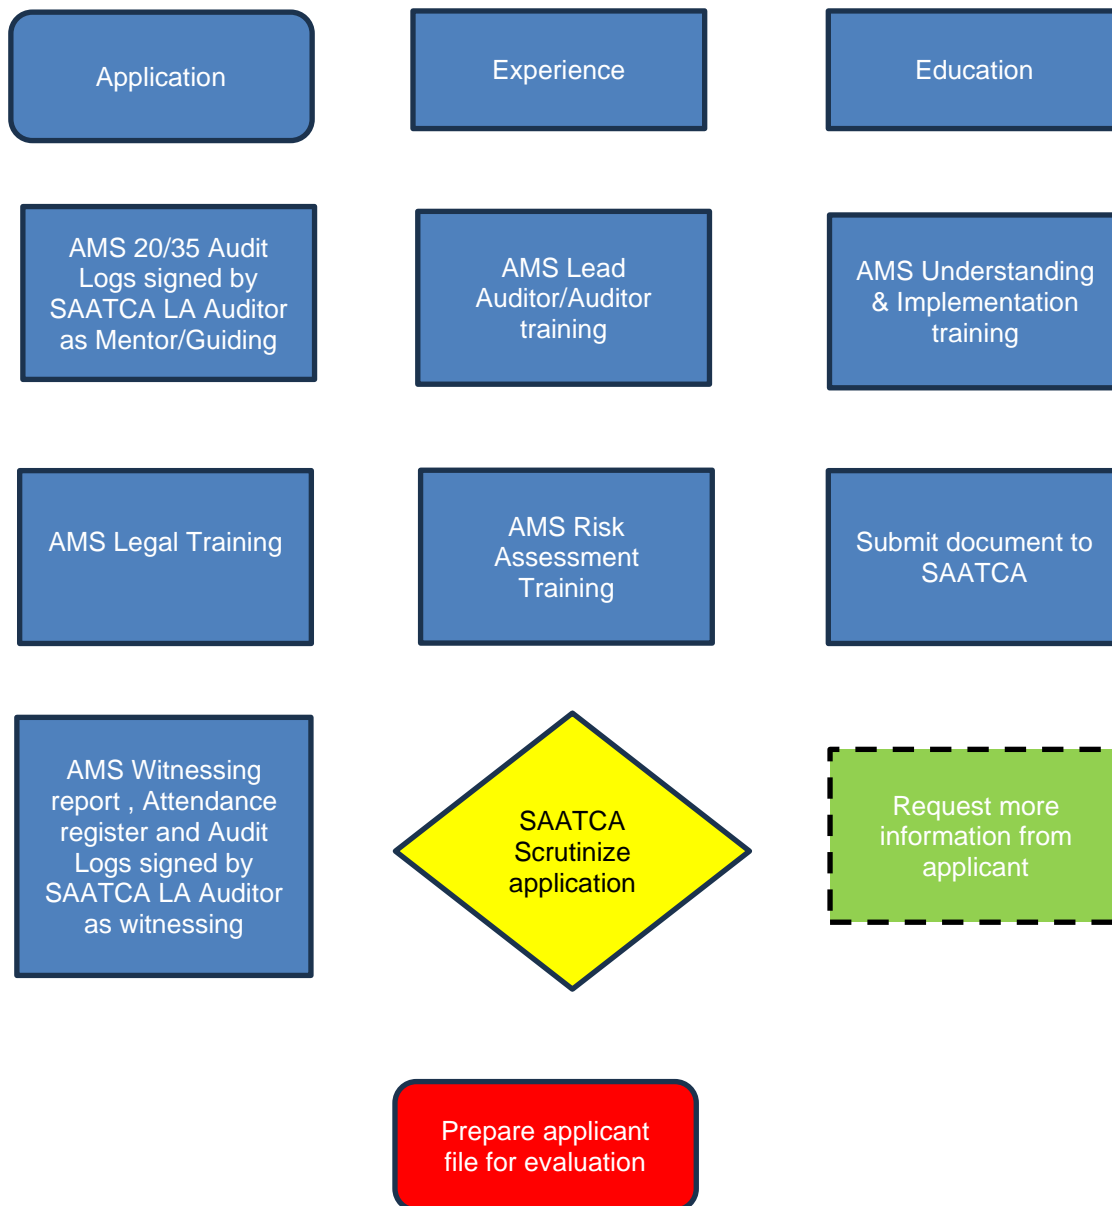 Application
Experience
Education
AMS 20/35 Audit
Logs signed by
SAATCA LA Auditor
as Mentor/Guiding
AMS Lead
Auditor/Auditor
training
AMS Understanding
& Implementation
training
AMS Legal Training
AMS Risk
Assessment
Training
Submit document to
SAATCA
AMS Witnessing
report , Attendance
register and Audit
Logs signed by
SAATCA LA Auditor
as witnessing
SAATCA
Scrutinize
application
Request more
information from
applicant
Prepare applicant
file for evaluation